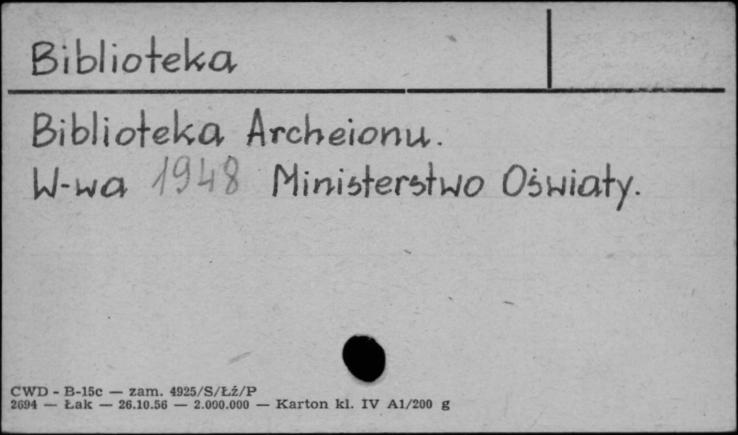 Biblioteka
Biblioteka Archeionu.
W-wa 1948 Ministerstwo Oświaty.
CWD - B-15c — zam. 4925/S/Łź/P
2694 — Łak — 26.10.56 — 2.000.000 — Karton kl. IV A1/200 g